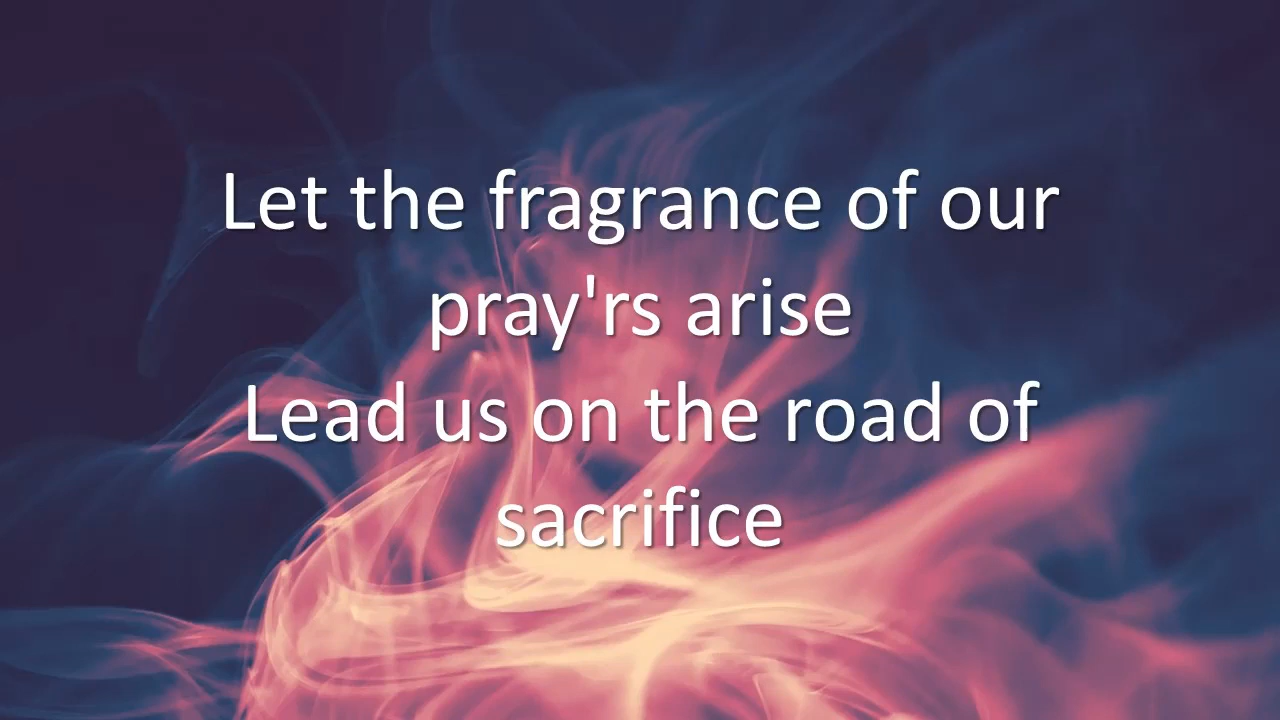 Let the fragrance of our
pray'rs arise
Lead us on the road of
sacrifice